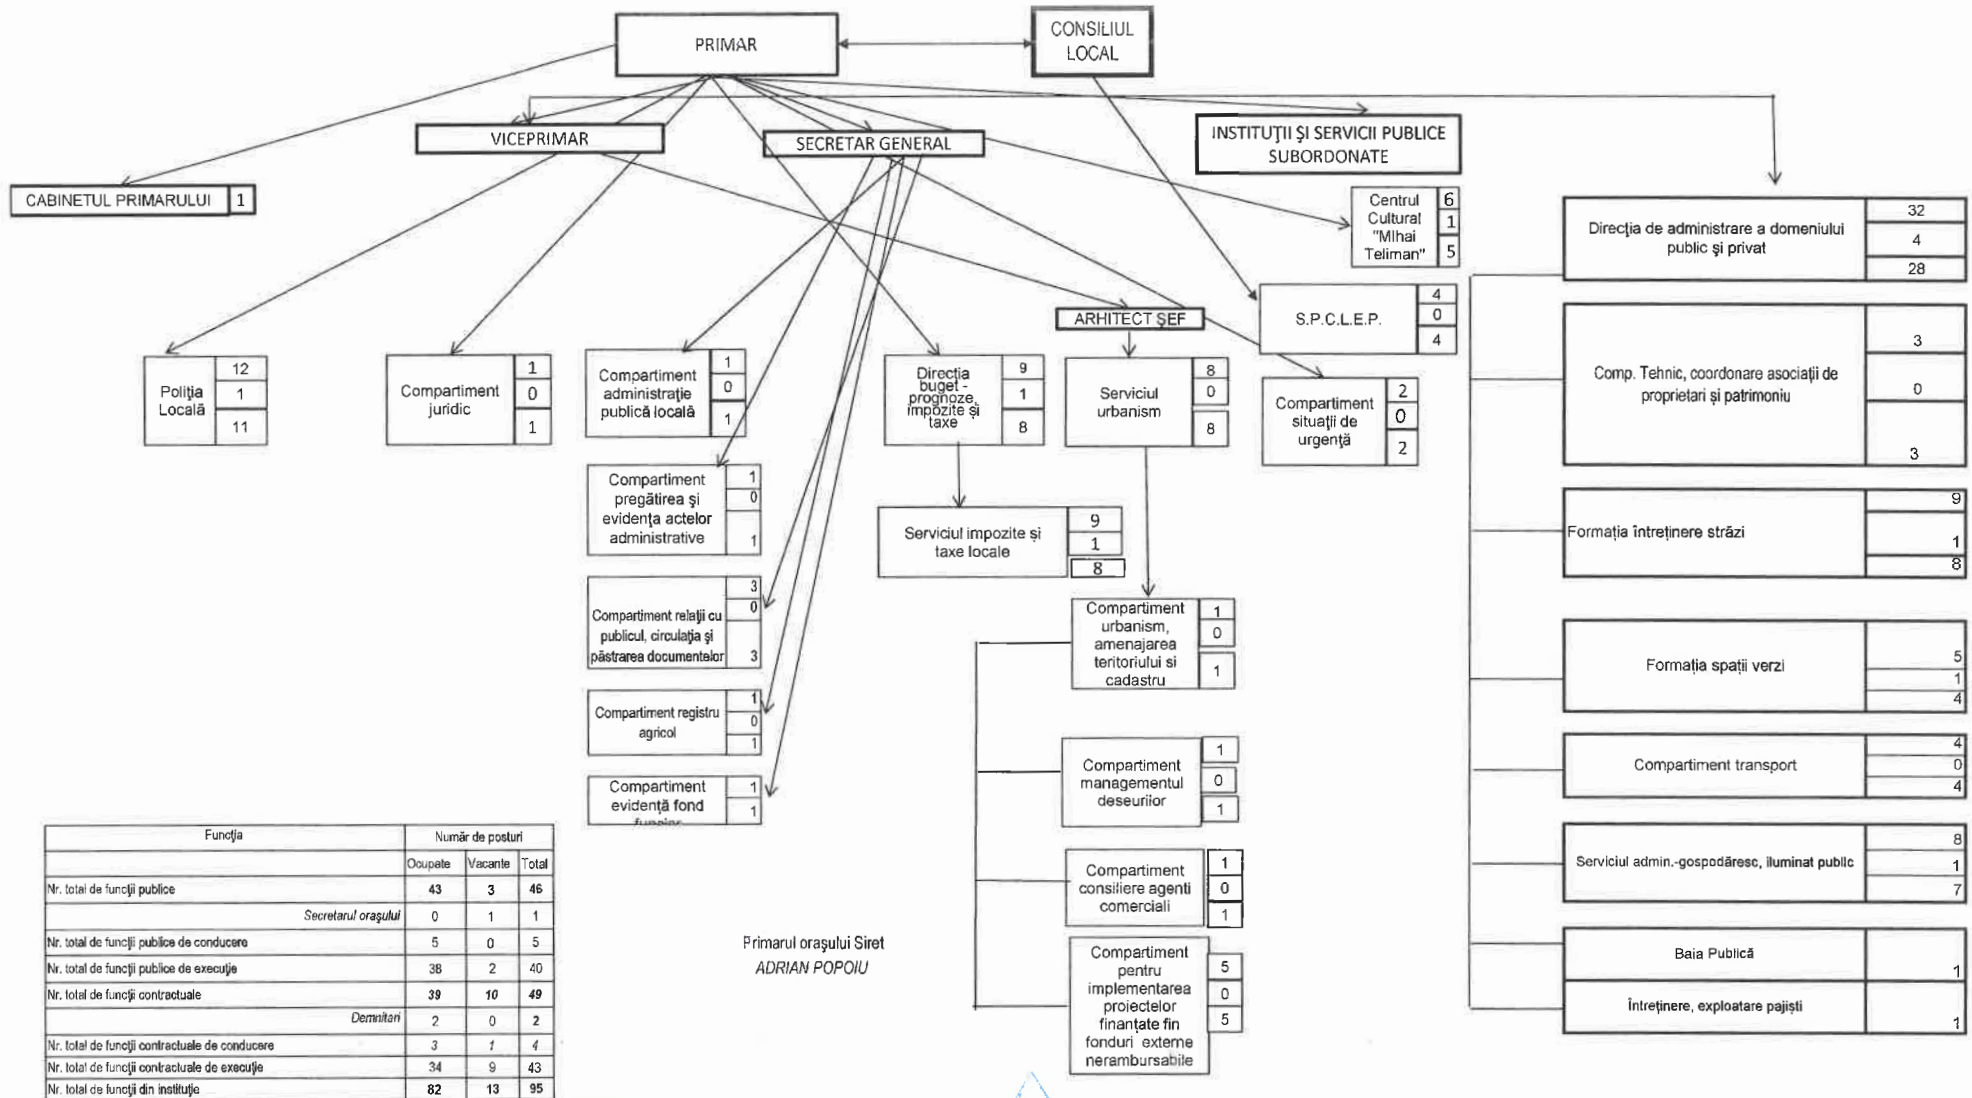 PRIMAR
CONSILIUL
LOCAL
VICEPRIMAR
SECRETAR GENERAL
INSTITUȚII ȘI SERVICII PUBLICE
SUBORDONATE
CABINETUL PRIMARULUI 1
Centrul
Cultural
"MIhai
Teliman"
6
1
5
Direcția de administrare a domeniului
public și privat
32
4
28
S.P.C.L.E.P.
4
0
4
ARHITECT ȘEF
Poliția
Locală
12
1
11
Compartiment
juridic
1
0
1
Compartiment
administrație
publică locală
1
0
1
Direcția
buget -
prognoze,
impozite și
taxe
9
1
8
Serviciul
urbanism
8
0
8
Compartiment
situații de
urgență
2
0
2
Comp. Tehnic, coordonare asociații de
proprietari și patrimoniu
3
0
3
Compartiment
pregătirea și
evidența actelor
administrative
1
0
1
Serviciul impozite și
taxe locale
9
1
8
Formația întreținere străzi
9
1
8
Compartiment relații cu
publicul, circulația și
păstrarea documentelor
3
0
3
Compartiment
urbanism,
amenajarea
teritoriului si
cadastru
1
0
1
Formația spații verzi
5
1
4
Compartiment registru
agricol
1
0
1
Compartiment
managementul
deseurilor
1
0
1
Compartiment transport
4
0
4
Compartiment
evidență fond
1
1
Compartiment
consiliere agenti
comerciali
1
0
1
Serviciul admin.-gospodăresc, iluminat public
8
1
7
Compartiment
pentru
implementarea
proiectelor
finanțate fin
fonduri externe
nerambursabile
5
0
5
Baia Publică
1
Întreținere, exploatare pajiști
1
Funcția Număr de posturi
Ocupate Vacante Total
Nr. total de funcții publice 43 3 46
Secretarul orașului 0 1 1
Nr. total de funcții publice de conducere 5 0 5
Nr. total de funcții publice de execuție 38 2 40
Nr. total de funcții contractuale 39 10 49
Demnitari 2 0 2
Nr. total de funcții contractuale de conducere 3 1 4
Nr. total de funcții contractuale de execuție 34 9 43
Nr. total de funcții din instituție 82 13 95
Primarul orașului Siret
ADRIAN POPOIU